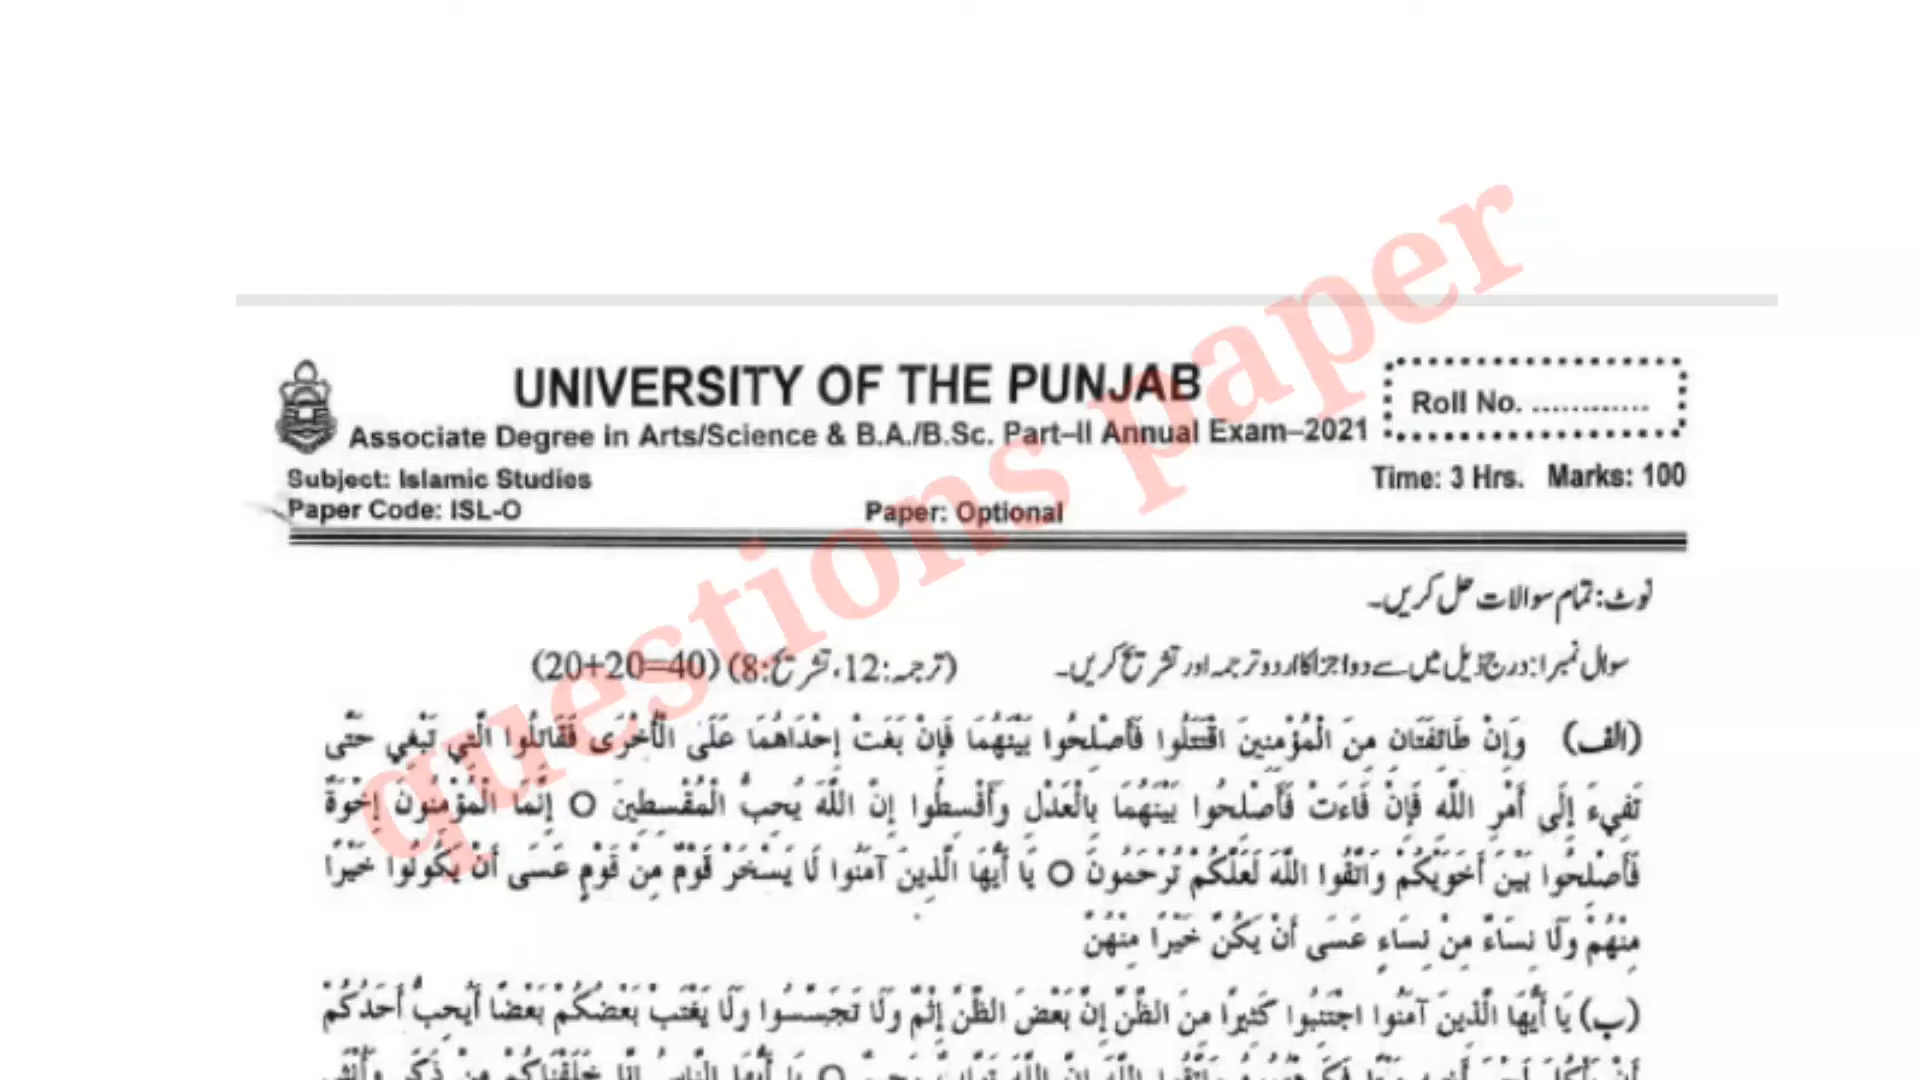 UNIVERSITY OF THE PUNJAB
Associate Degree in Arts/Science & B.A./B.Sc. Part–II Annual Exam–2021
Roll No. ............
Subject: Islamic Studies
Time: 3 Hrs. Marks: 100
Paper Code: ISL-O
Paper: Optional
questions paper
نوٹ: تمام سوالات حل کریں۔
سوال نمبر ۱: درج ذیل میں سے دو اجزا کا اردو ترجمہ اور تشریح کریں۔ (ترجمہ:12، تشریح:8) (20+20=40)
(الف) وَإِنْ طَائِفَتَانِ مِنَ الْمُؤْمِنِينَ اقْتَتَلُوا فَأَصْلِحُوا بَيْنَهُمَا فَإِنْ بَغَتْ إِحْدَاهُمَا عَلَى الْأُخْرَى فَقَاتِلُوا الَّتِي تَبْغِي حَتَّى
تَفِيءَ إِلَى أَمْرِ اللَّهِ فَإِنْ فَاءَتْ فَأَصْلِحُوا بَيْنَهُمَا بِالْعَدْلِ وَأَقْسِطُوا إِنَّ اللَّهَ يُحِبُّ الْمُقْسِطِينَ O إِنَّمَا الْمُؤْمِنُونَ إِخْوَةٌ
فَأَصْلِحُوا بَيْنَ أَخَوَيْكُمْ وَاتَّقُوا اللَّهَ لَعَلَّكُمْ تُرْحَمُونَ O يَا أَيُّهَا الَّذِينَ آمَنُوا لَا يَسْخَرْ قَوْمٌ مِنْ قَوْمٍ عَسَى أَنْ يَكُونُوا خَيْرًا
مِنْهُمْ وَلَا نِسَاءٌ مِنْ نِسَاءٍ عَسَى أَنْ يَكُنَّ خَيْرًا مِنْهُنَّ
(ب) يَا أَيُّهَا الَّذِينَ آمَنُوا اجْتَنِبُوا كَثِيرًا مِنَ الظَّنِّ إِنَّ بَعْضَ الظَّنِّ إِثْمٌ وَلَا تَجَسَّسُوا وَلَا يَغْتَبْ بَعْضُكُمْ بَعْضًا أَيُحِبُّ أَحَدُكُمْ